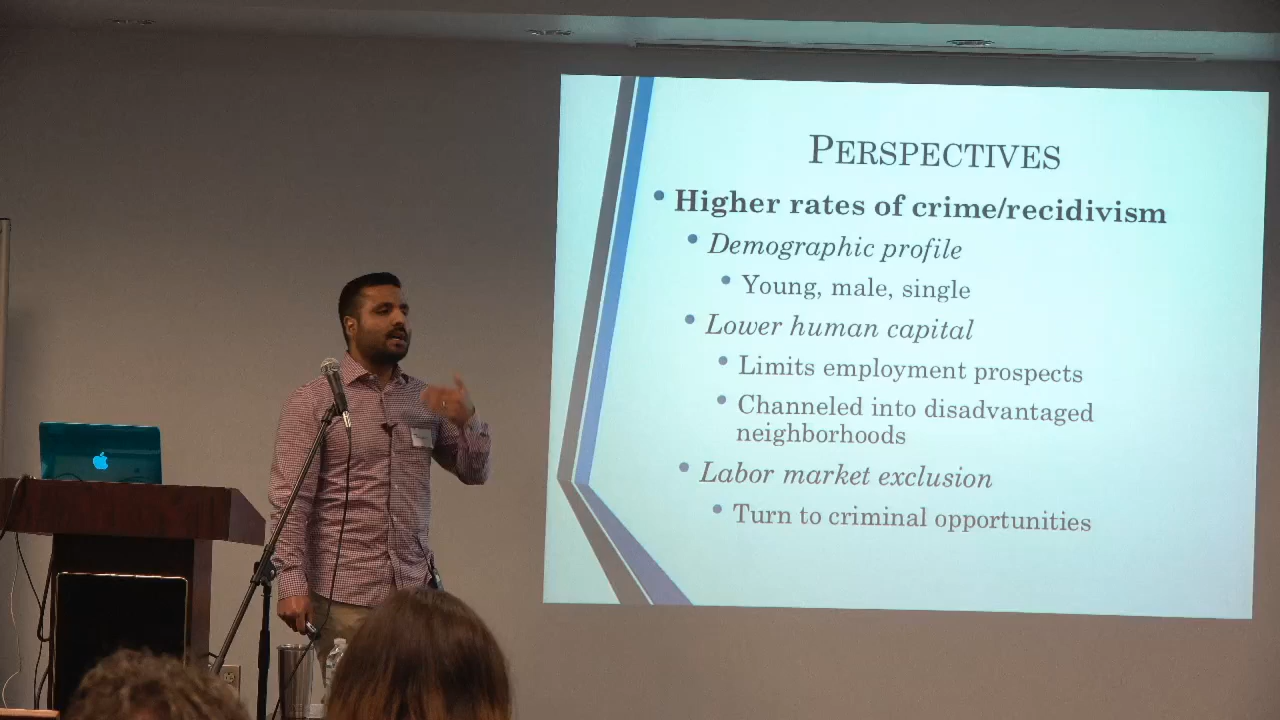 PERSPECTIVES
• Higher rates of crime/recidivism
• Demographic profile
• Young, male, single
• Lower human capital
• Limits employment prospects
• Channeled into disadvantaged
neighborhoods
• Labor market exclusion
• Turn to criminal opportunities